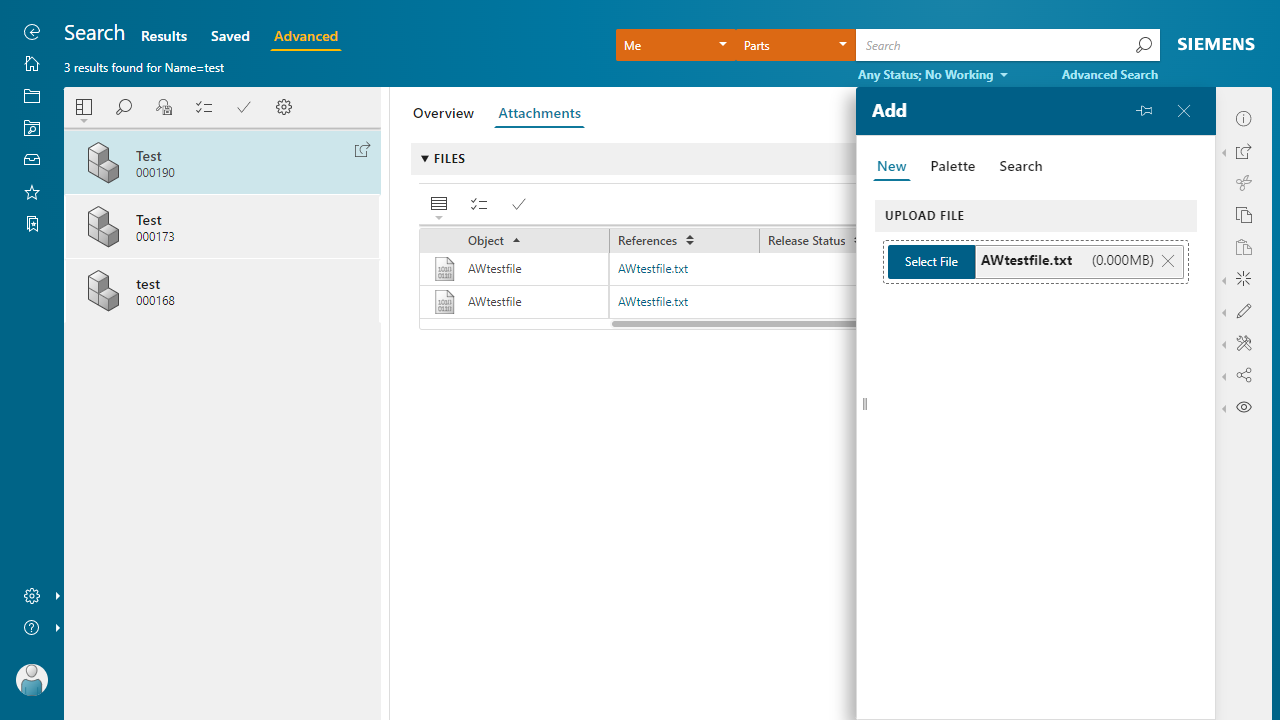 Search
Results
Saved
Advanced
3 results found for Name=test
Me
Parts
Search
SIEMENS
Any Status; No Working
Advanced Search
Test
000190
Test
000173
test
000168
Overview
Attachments
FILES
Object
References
Release Status
AWtestfile
AWtestfile.txt
AWtestfile
AWtestfile.txt
Add
New
Palette
Search
UPLOAD FILE
Select File
AWtestfile.txt
(0.000MB)